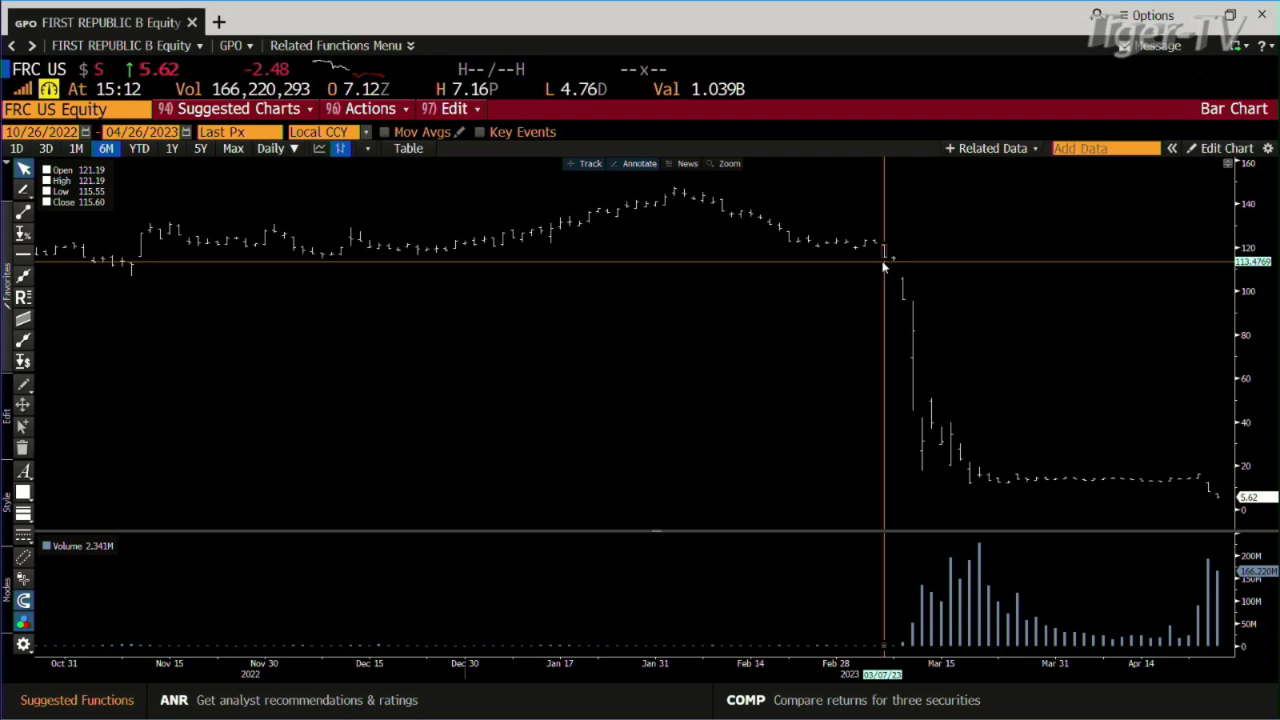 GPO FIRST REPUBLIC B Equity × +
Options
Tiger-TV
FIRST REPUBLIC B Equity GPO Related Functions Menu Message ?
FRC US $ S ↑ 5.62 -2.48 H--/--H --x--
At 15:12 Vol 166,220,293 O 7.12Z H 7.16P L 4.76D Val 1.039B
FRC US Equity 94) Suggested Charts 96) Actions 97) Edit Bar Chart
10/26/2022 - 04/26/2023 Last Px Local CCY Mov Avgs Key Events
1D 3D 1M 6M YTD 1Y 5Y Max Daily ▼ Table + Related Data Add Data « Edit Chart
Track Annotate News Zoom
Open 121.19
High 121.19
Low 115.55
Close 115.60
160
140
120
113.4769
100
80
60
40
20
5.62
0
Favorites
Edit
Style
Modes
Volume 2.341M
200M
166.220M
150M
100M
50M
0
Oct 31 Nov 15 Nov 30 Dec 15 Dec 30 Jan 17 Jan 31 Feb 14 Feb 28 Mar 15 Mar 31 Apr 14
2022 2023 03/07/23
Suggested Functions ANR Get analyst recommendations & ratings COMP Compare returns for three securities